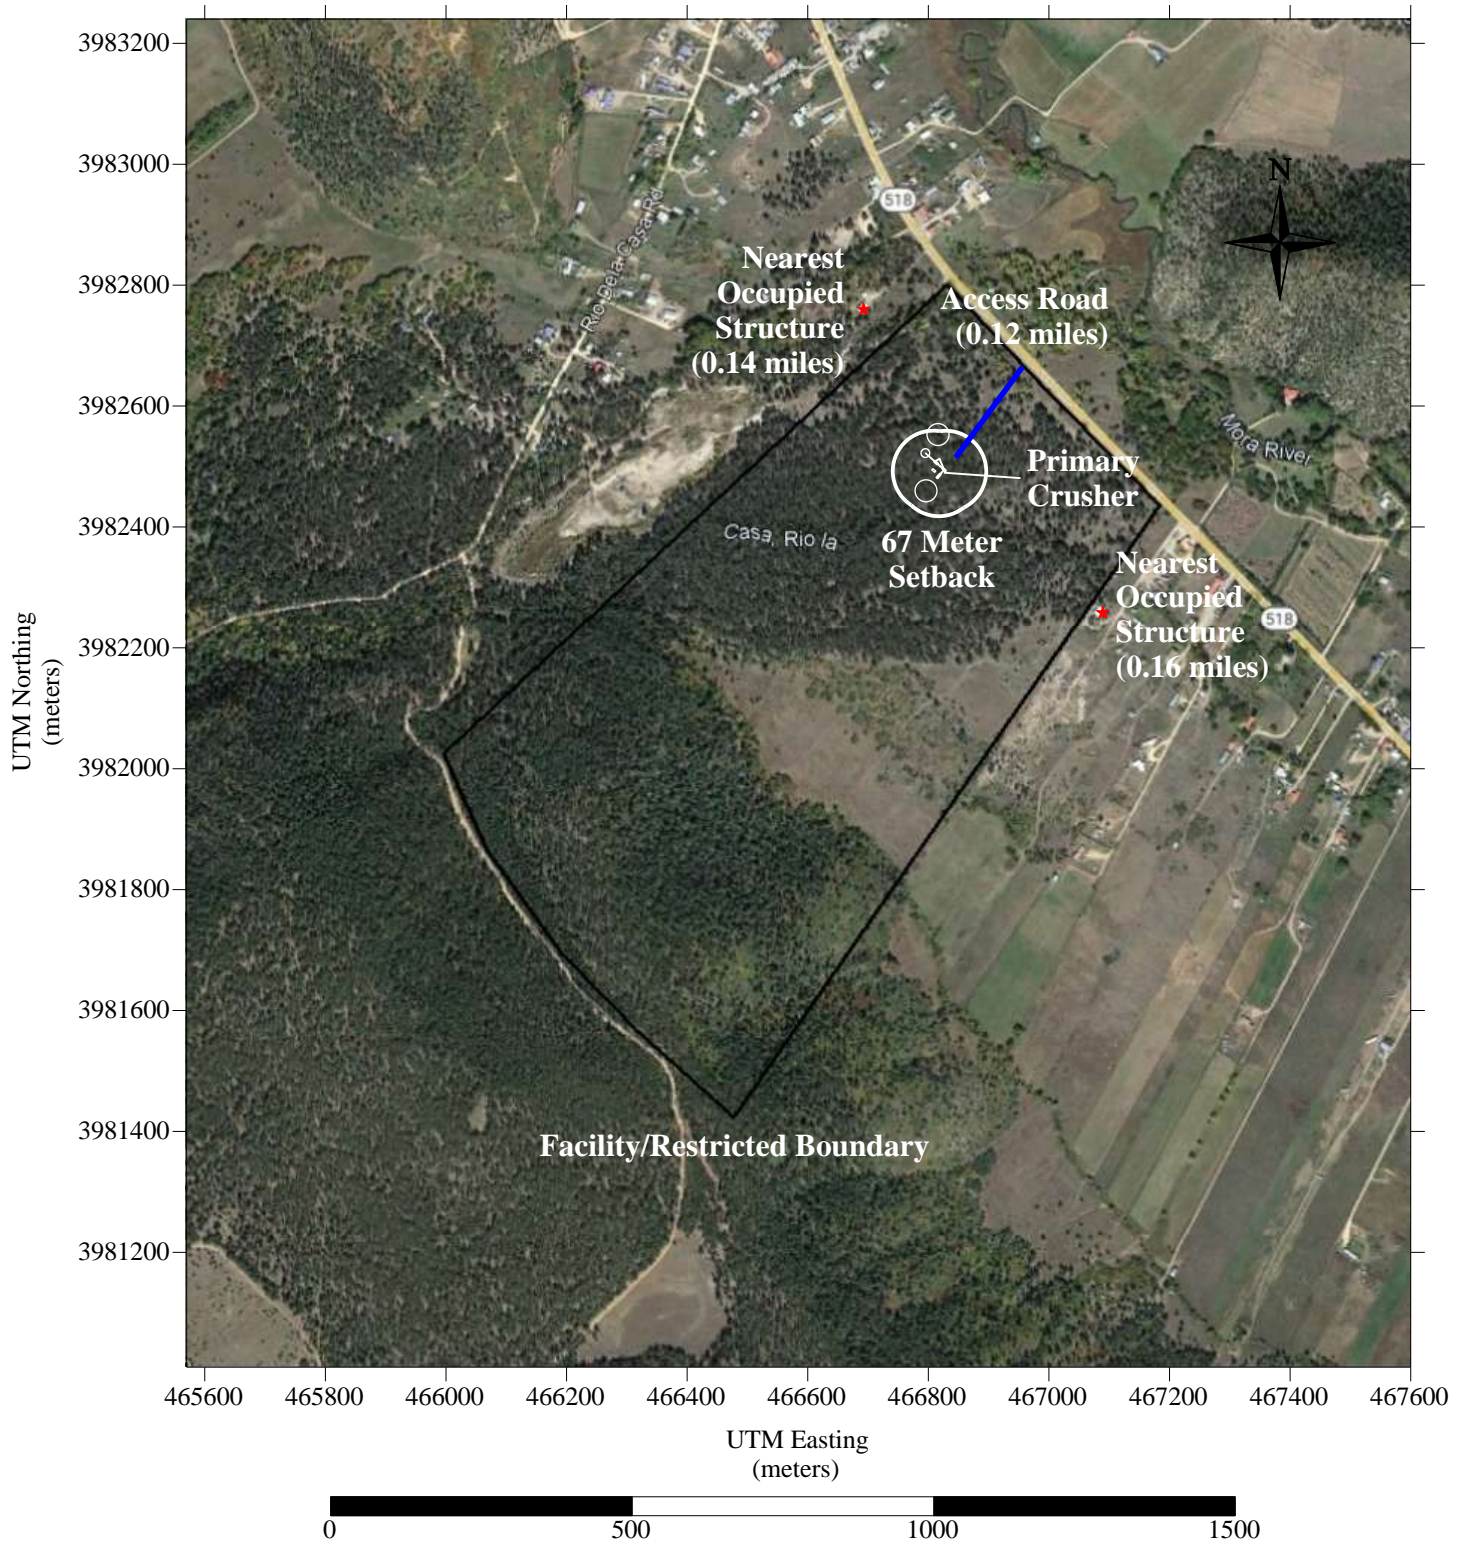 3983200
3983000
3982800
3982600
3982400
3982200
3982000
3981800
3981600
3981400
3981200
UTM Northing
(meters)
N
518
Rio Dela Casa Rd
Nearest
Occupied
Structure
(0.14 miles)
Access Road
(0.12 miles)
Mora River
Primary
Crusher
Casa, Rio la
67 Meter
Setback
Nearest
Occupied
Structure
(0.16 miles)
518
Facility/Restricted Boundary
465600 465800 466000 466200 466400 466600 466800 467000 467200 467400 467600
UTM Easting
(meters)
0 500 1000 1500